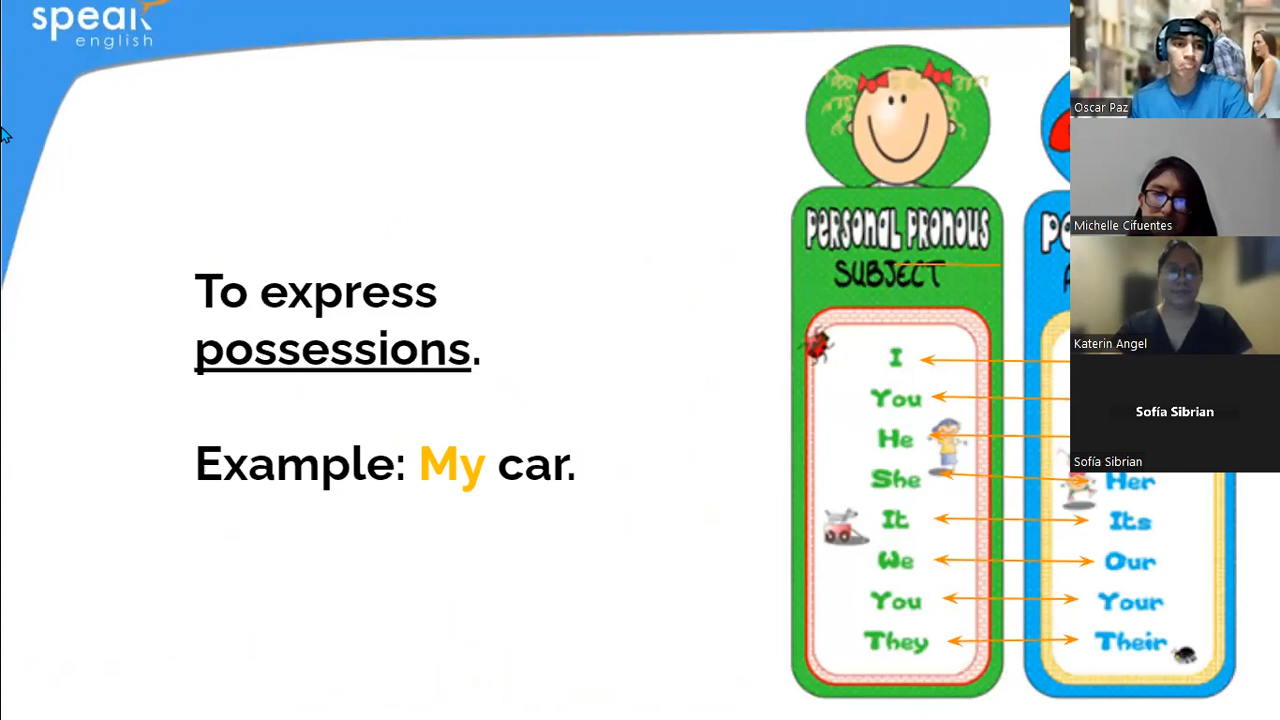 speak
english
To express
possessions.
Example: My car.
PERSONAL PRONOUS
SUBJECT
I
You
He
She
It
We
You
They
Her
Its
Our
Your
Their
Oscar Paz
Michelle Cifuentes
Katerin Angel
Sofía Sibrian
Sofía Sibrian